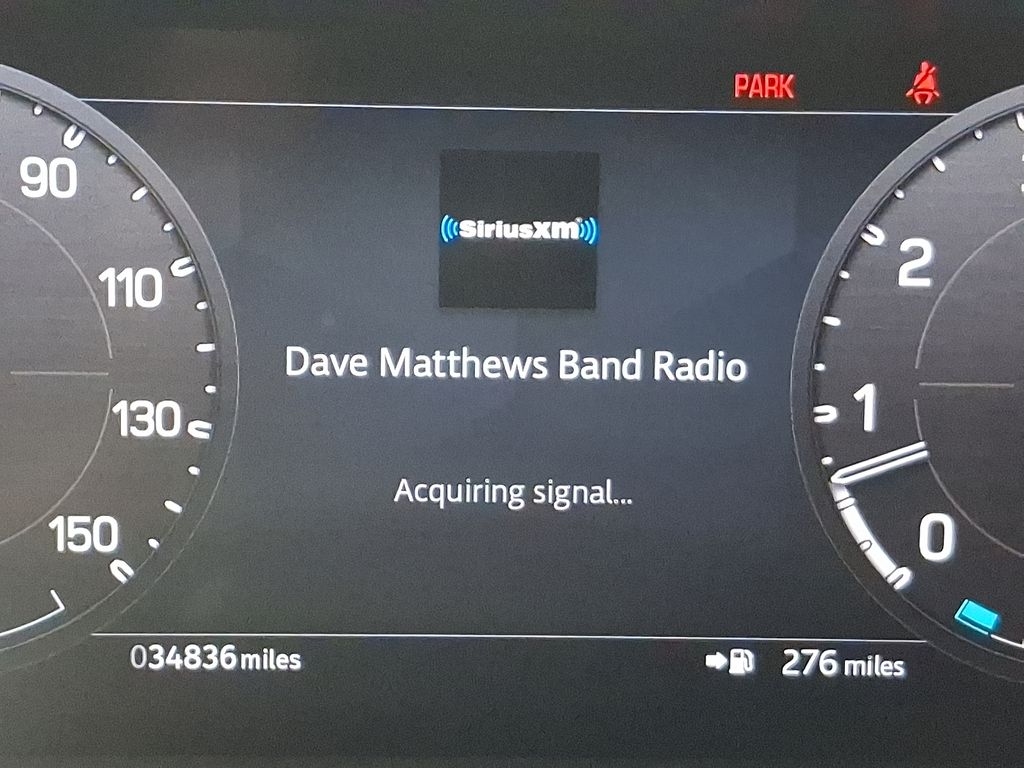 PARK
90
110
130
150
((SiriusXm))
Dave Matthews Band Radio
Acquiring signal...
2
1
0
034836 miles
276 miles